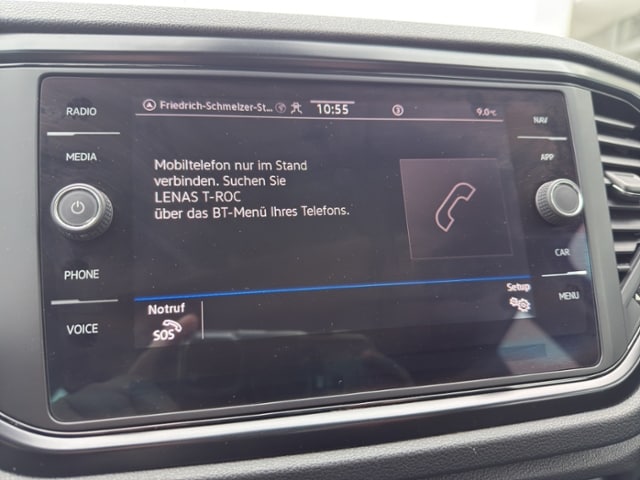 RADIO
MEDIA
PHONE
VOICE
Friedrich-Schmelzer-St... 10:55 3 9.0°C
Mobiltelefon nur im Stand
verbinden. Suchen Sie
LENAS T-ROC
über das BT-Menü Ihres Telefons.
Notruf
SOS
Setup
NAV
APP
CAR
MENU